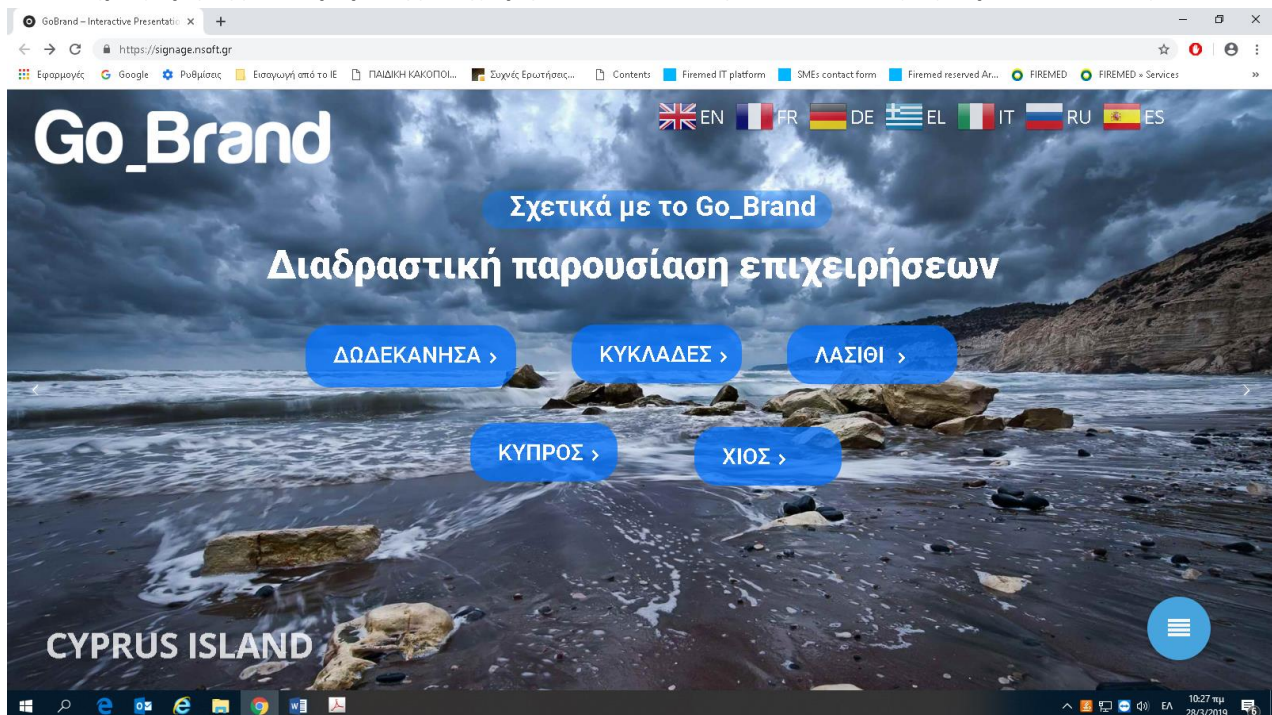 GoBrand – Interactive Presentatio
https://signage.nsoft.gr
Εφαρμογές Google Ρυθμίσεις Εισαγωγή από το IE ΠΑΙΔΙΚΗ ΚΑΚΟΠΟΙ... Συχνές Ερωτήσεις... Contents Firemed IT platform SMEs contact form Firemed reserved Ar... FIREMED FIREMED » Services »
Go_Brand
EN FR DE EL IT RU ES
Σχετικά με το Go_Brand
Διαδραστική παρουσίαση επιχειρήσεων
ΔΩΔΕΚΑΝΗΣΑ > ΚΥΚΛΑΔΕΣ > ΛΑΣΙΘΙ >
ΚΥΠΡΟΣ > ΧΙΟΣ >
CYPRUS ISLAND
ΕΛ 10:27 πμ
28/3/2019 6